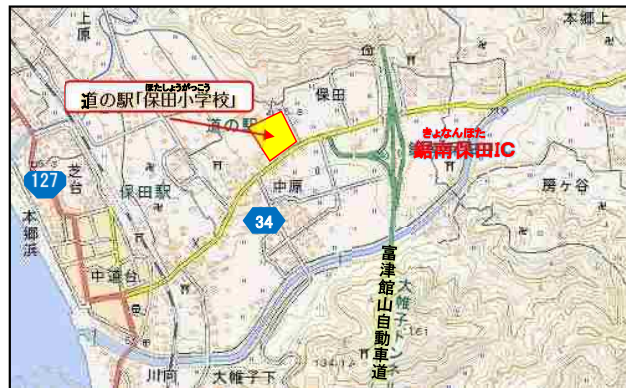 上原
本郷上
ほたしょうがっこう
道の駅「保田小学校」
道の駅
保田
きょなんほた
鋸南保田IC
127
芝台
保田駅
中原
34
房ヶ谷
本郷浜
中道台
富津館山自動車道
大帷子トンネル
161
134.1
川向
大帷子下